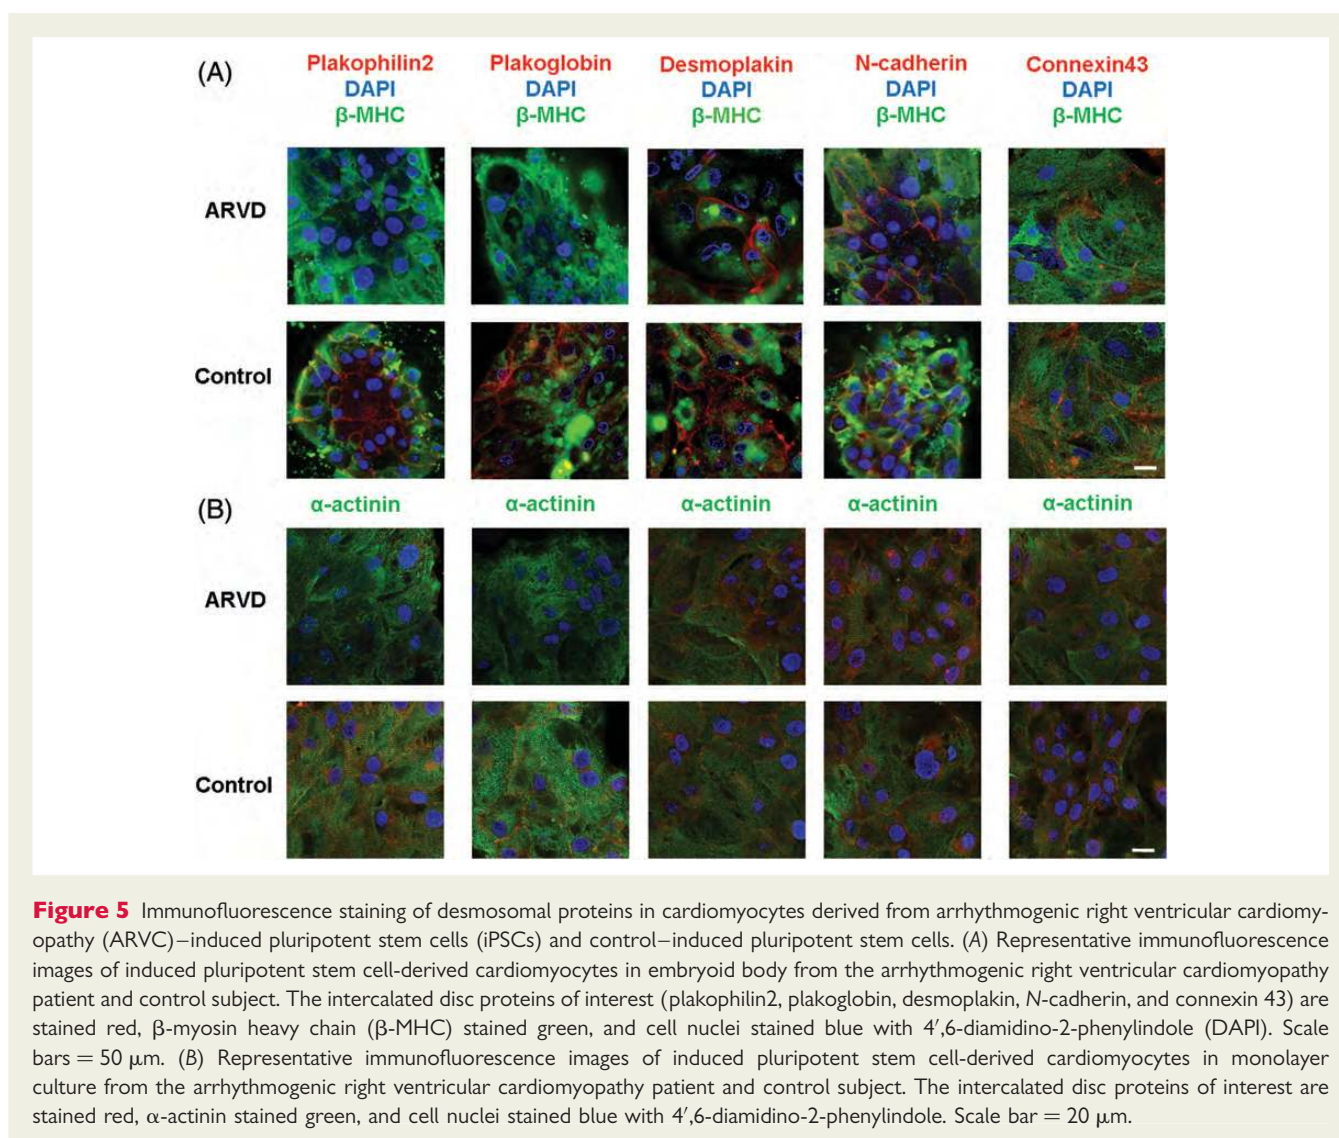 (A)
Plakophilin2 Plakoglobin Desmoplakin N-cadherin Connexin43
DAPI DAPI DAPI DAPI DAPI
β-MHC β-MHC β-MHC β-MHC β-MHC
ARVD
Control
(B)
α-actinin α-actinin α-actinin α-actinin α-actinin
ARVD
Control
Figure 5 Immunofluorescence staining of desmosomal proteins in cardiomyocytes derived from arrhythmogenic right ventricular cardiomy-
opathy (ARVC)–induced pluripotent stem cells (iPSCs) and control–induced pluripotent stem cells. (A) Representative immunofluorescence
images of induced pluripotent stem cell-derived cardiomyocytes in embryoid body from the arrhythmogenic right ventricular cardiomyopathy
patient and control subject. The intercalated disc proteins of interest (plakophilin2, plakoglobin, desmoplakin, N-cadherin, and connexin 43) are
stained red, β-myosin heavy chain (β-MHC) stained green, and cell nuclei stained blue with 4′,6-diamidino-2-phenylindole (DAPI). Scale
bars = 50 μm. (B) Representative immunofluorescence images of induced pluripotent stem cell-derived cardiomyocytes in monolayer
culture from the arrhythmogenic right ventricular cardiomyopathy patient and control subject. The intercalated disc proteins of interest are
stained red, α-actinin stained green, and cell nuclei stained blue with 4′,6-diamidino-2-phenylindole. Scale bar = 20 μm.